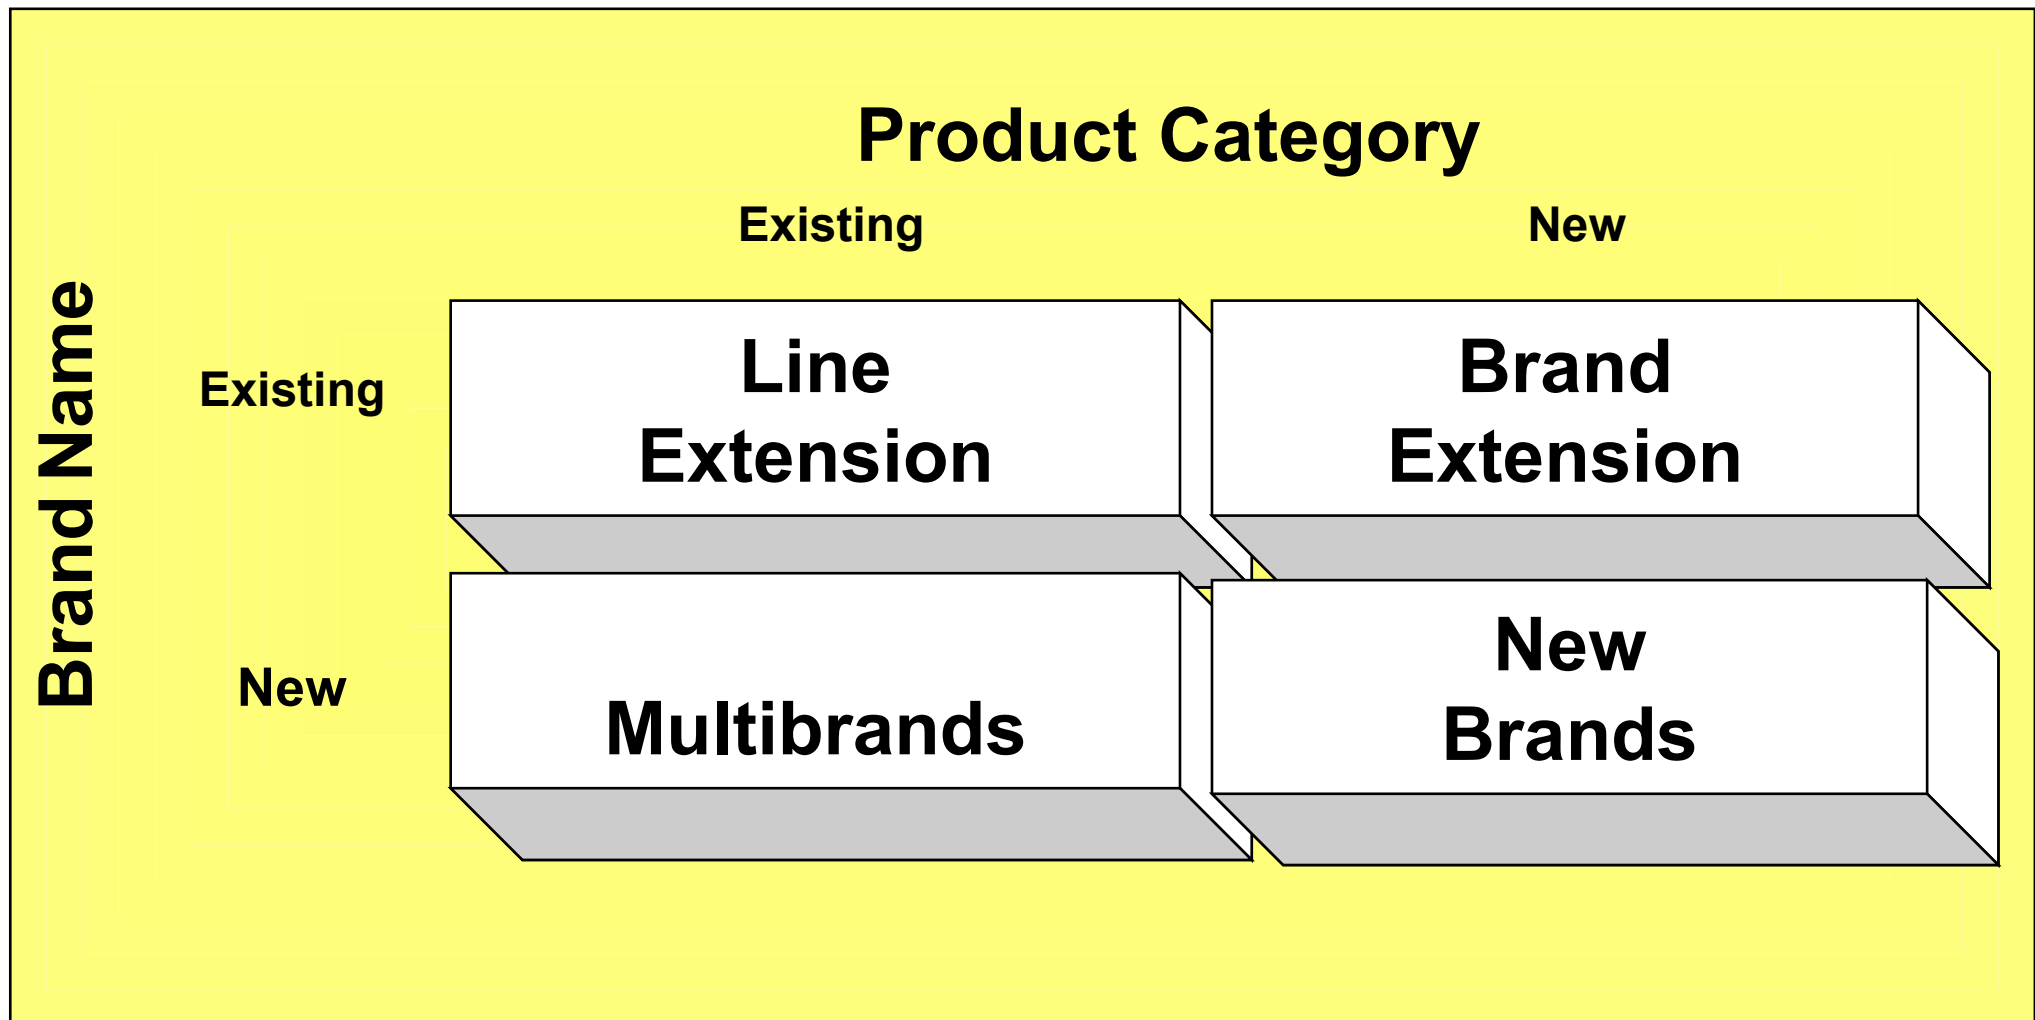 Product Category
Existing New
Brand Name
Existing
Line
Extension
Brand
Extension
New
Multibrands
New
Brands